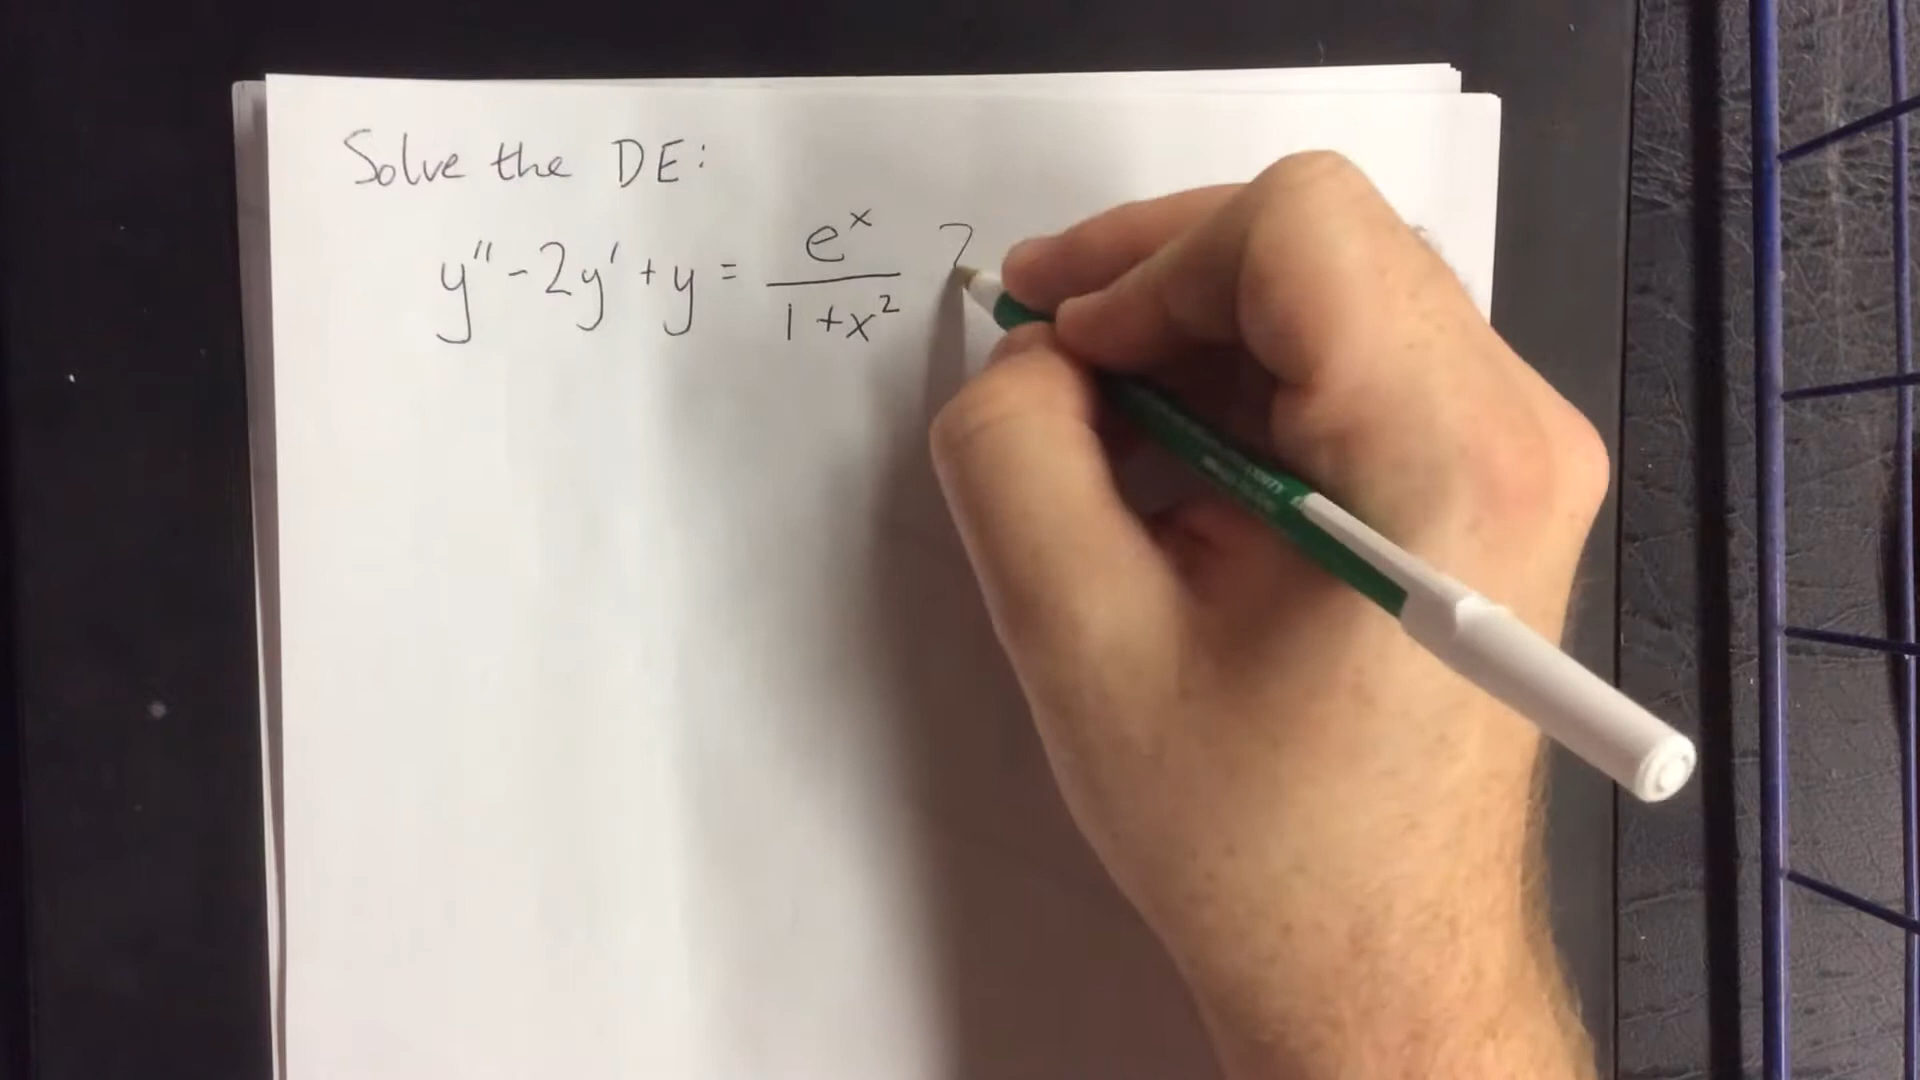 Solve the DE:
y'' - 2y' + y = e^x / (1 + x^2) ?